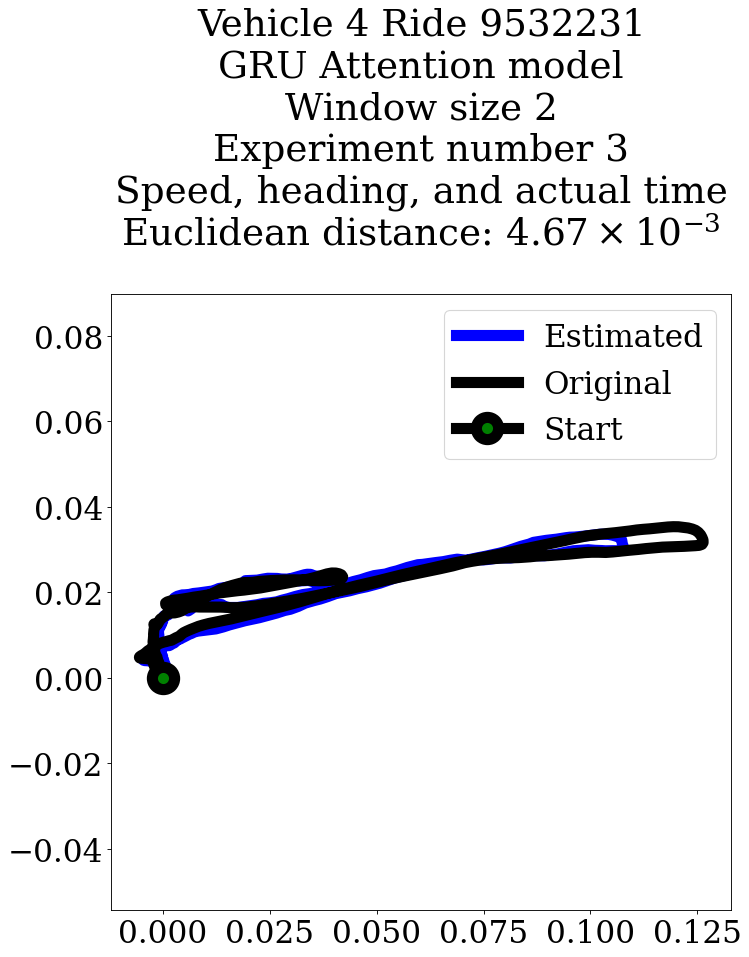 Vehicle 4 Ride 9532231
GRU Attention model
Window size 2
Experiment number 3
Speed, heading, and actual time
Euclidean distance: 4.67 × 10⁻³
Estimated
Original
Start
0.08
0.06
0.04
0.02
0.00
−0.02
−0.04
0.000 0.025 0.050 0.075 0.100 0.125